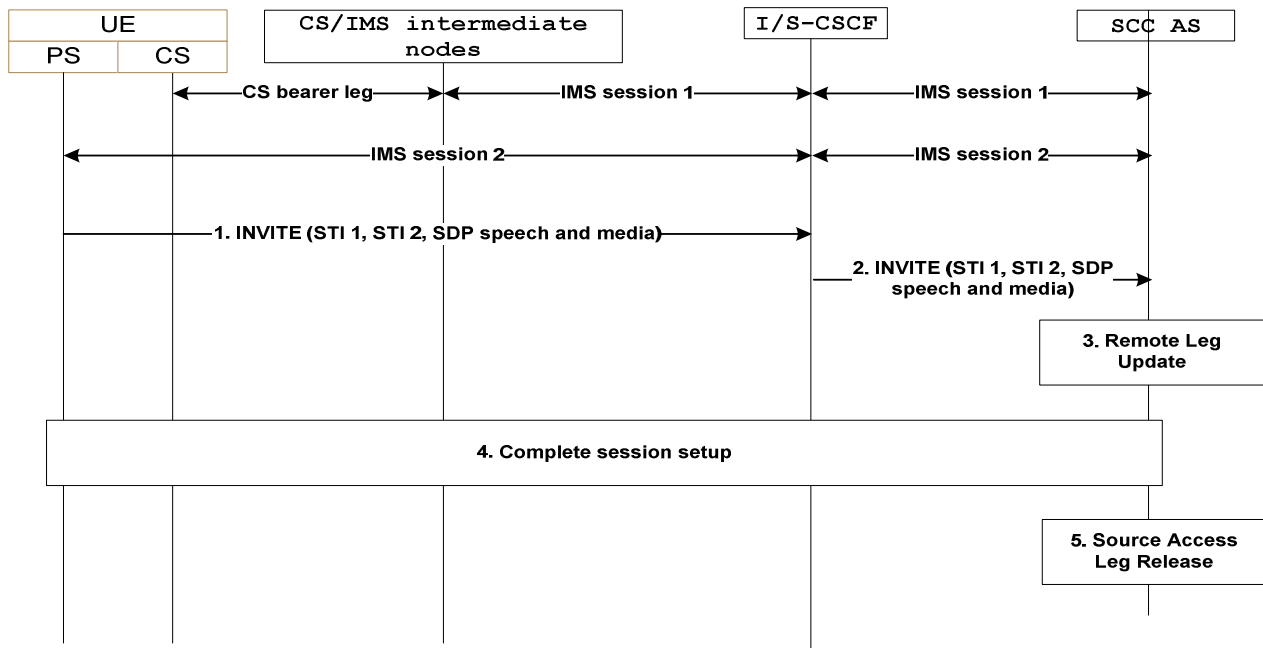 UE
PS CS
CS/IMS intermediate
nodes
I/S-CSCF
SCC AS
CS bearer leg
IMS session 1
IMS session 1
IMS session 2
IMS session 2
1. INVITE (STI 1, STI 2, SDP speech and media)
2. INVITE (STI 1, STI 2, SDP
speech and media)
3. Remote Leg
Update
4. Complete session setup
5. Source Access
Leg Release